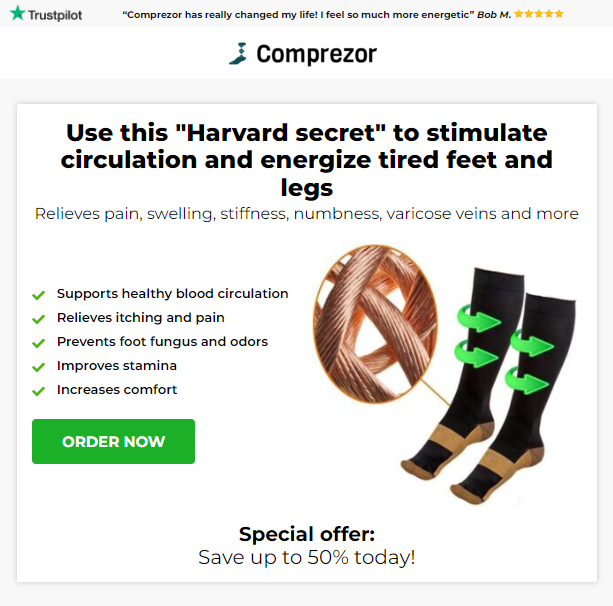 Trustpilot “Comprezor has really changed my life! I feel so much more energetic” Bob M.
Comprezor
Use this "Harvard secret" to stimulate
circulation and energize tired feet and
legs
Relieves pain, swelling, stiffness, numbness, varicose veins and more
Supports healthy blood circulation
Relieves itching and pain
Prevents foot fungus and odors
Improves stamina
Increases comfort
ORDER NOW
Special offer:
Save up to 50% today!